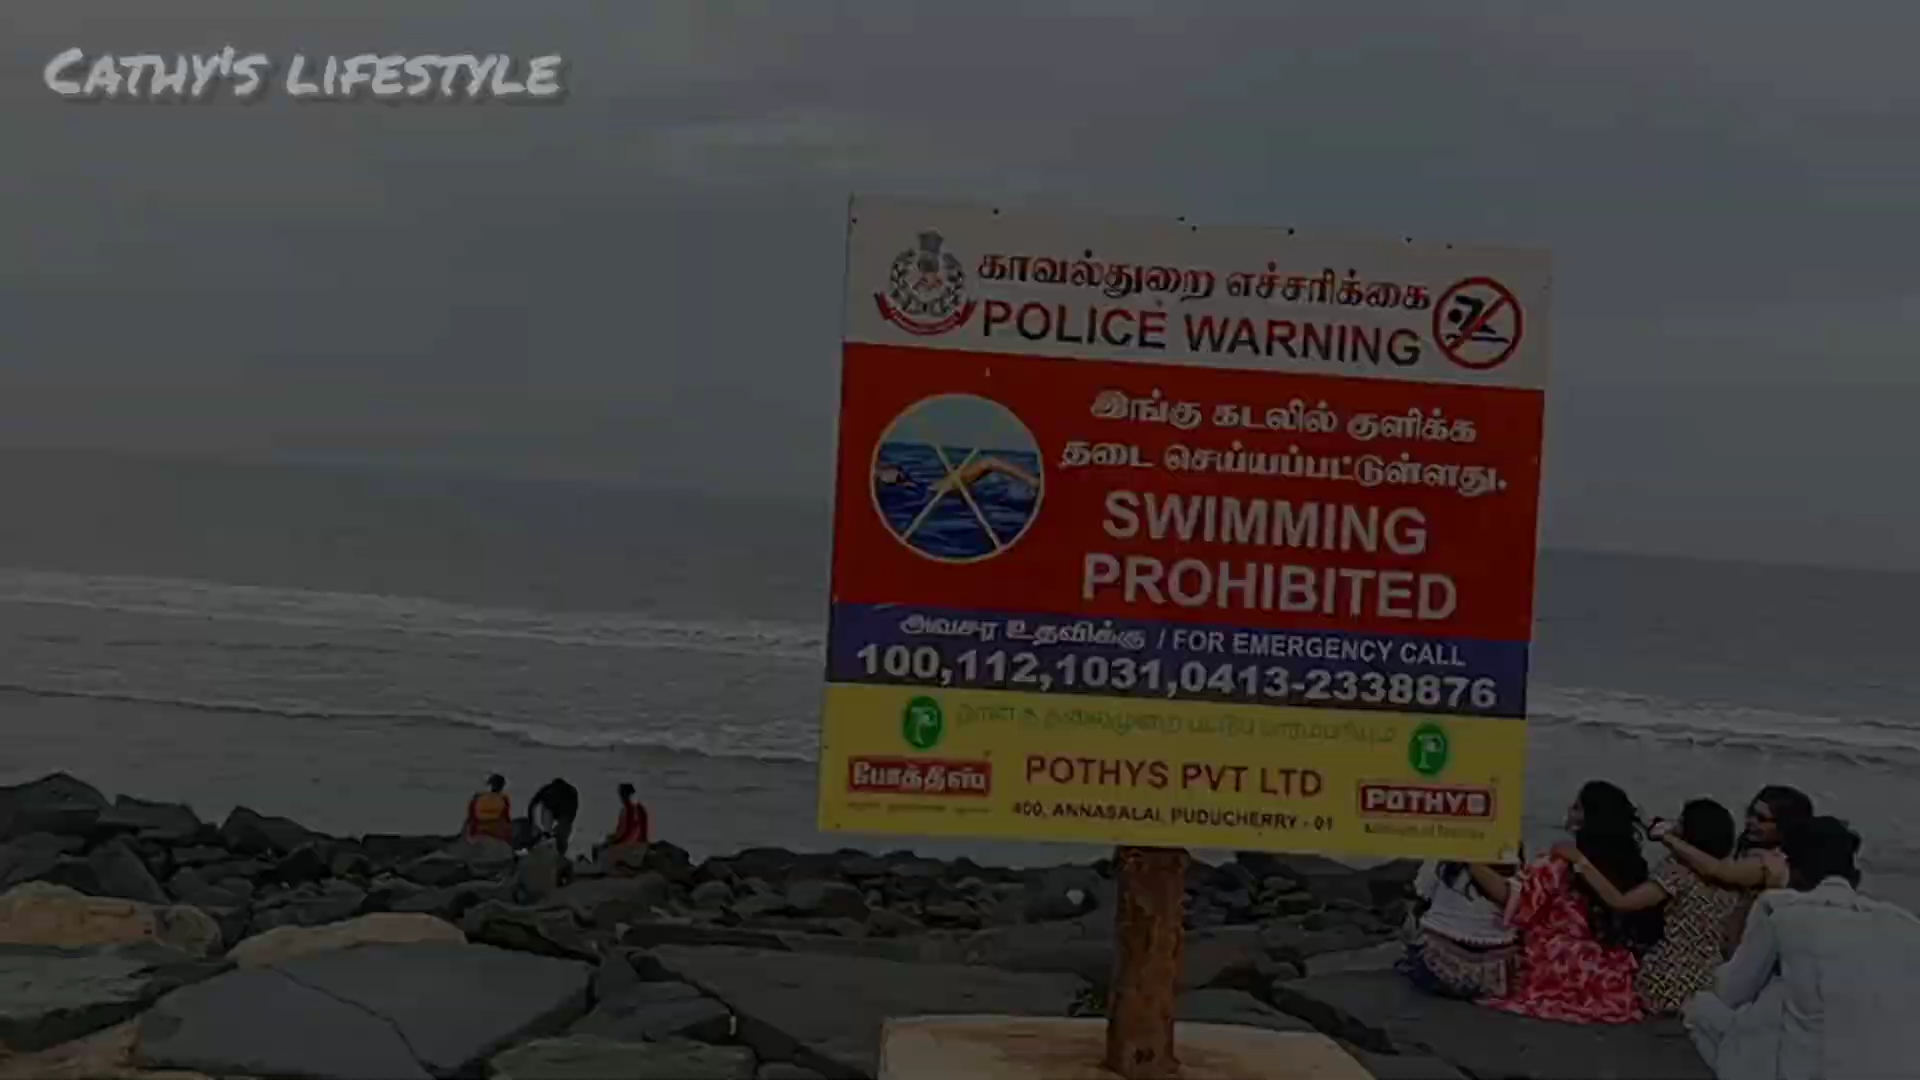 CATHY'S LIFESTYLE
காவல்துறை எச்சரிக்கை
POLICE WARNING
இங்கு கடலில் குளிக்க
தடை செய்யப்பட்டுள்ளது.
SWIMMING
PROHIBITED
அவசர உதவிக்கு / FOR EMERGENCY CALL
100,112,1031,0413-2338876
போத்தீஸ்
POTHYS PVT LTD
400, ANNASALAI, PUDUCHERRY - 01
POTHYS